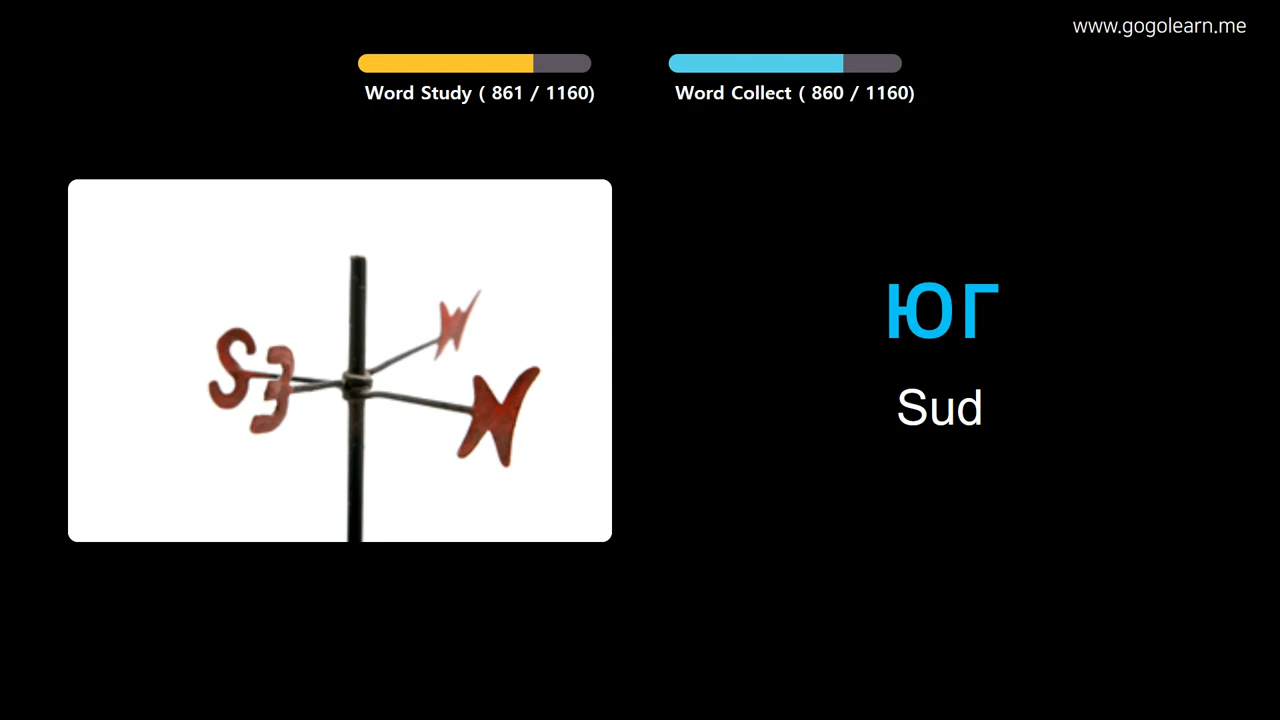 www.gogolearn.me
Word Study ( 861 / 1160)
Word Collect ( 860 / 1160)
юг
Sud
S E N W